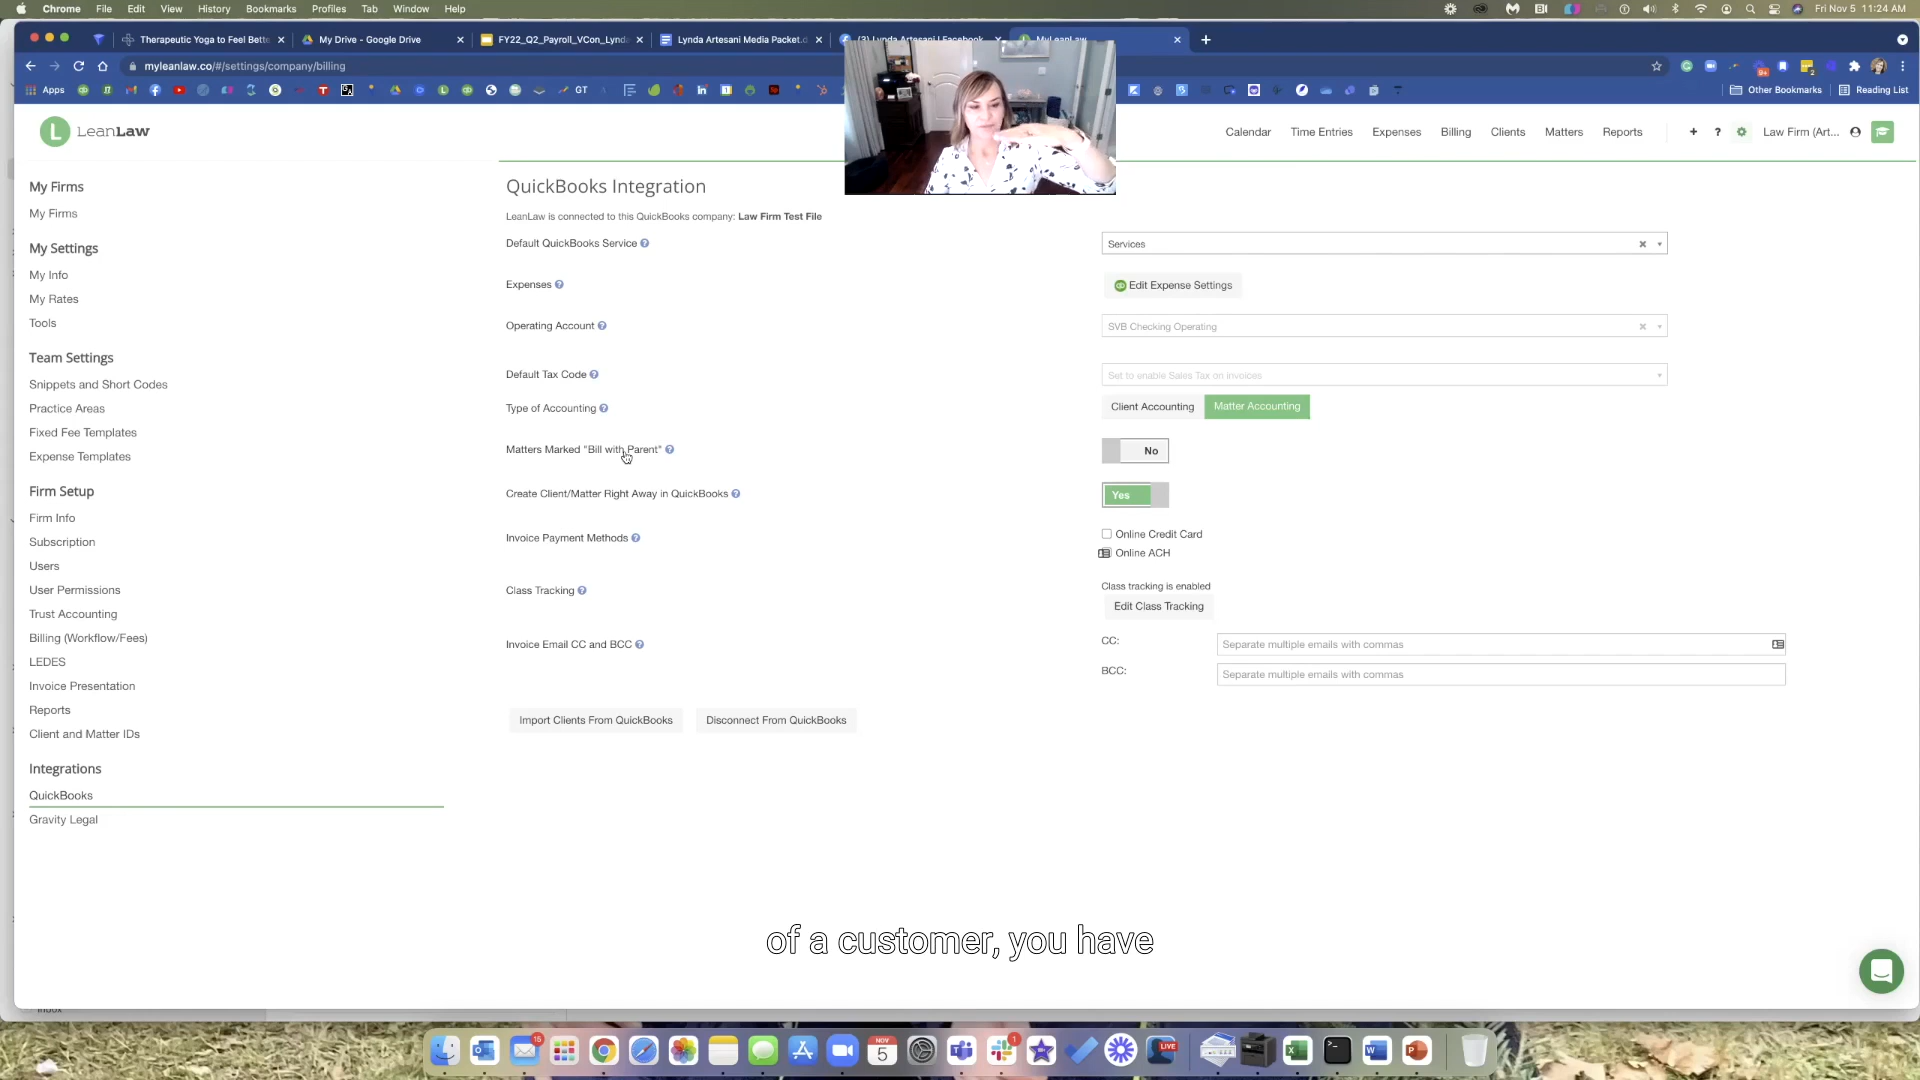 Chrome File Edit View History Bookmarks Profiles Tab Window Help
Fri Nov 5 11:24 AM
Therapeutic Yoga to Feel Bette
My Drive - Google Drive
FY22_Q2_Payroll_VCon_Lynd
Lynda Artesani Media Packet.d
(3) Lynda Artesani | Facebook
MyLeanLaw
myleanlaw.co/#/settings/company/billing
Apps
GT
Other Bookmarks
Reading List
LeanLaw
Calendar Time Entries Expenses Billing Clients Matters Reports + ? Law Firm (Art...
My Firms
My Firms
My Settings
My Info
My Rates
Tools
Team Settings
Snippets and Short Codes
Practice Areas
Fixed Fee Templates
Expense Templates
Firm Setup
Firm Info
Subscription
Users
User Permissions
Trust Accounting
Billing (Workflow/Fees)
LEDES
Invoice Presentation
Reports
Client and Matter IDs
Integrations
QuickBooks
Gravity Legal
QuickBooks Integration
LeanLaw is connected to this QuickBooks company: Law Firm Test File
Default QuickBooks Service
Services
Expenses
Edit Expense Settings
Operating Account
SVB Checking Operating
Default Tax Code
Set to enable Sales Tax on invoices
Type of Accounting
Client Accounting Matter Accounting
Matters Marked "Bill with Parent"
No
Create Client/Matter Right Away in QuickBooks
Yes
Invoice Payment Methods
Online Credit Card
Online ACH
Class Tracking
Class tracking is enabled
Edit Class Tracking
Invoice Email CC and BCC
CC: Separate multiple emails with commas
BCC: Separate multiple emails with commas
Import Clients From QuickBooks
Disconnect From QuickBooks
of a customer, you have
Inbox
NOV
5
LIVE